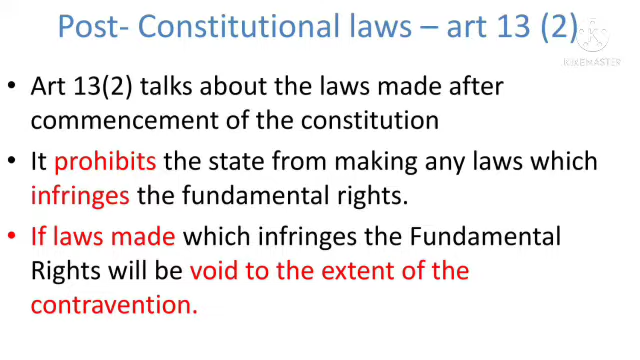 Post- Constitutional laws – art 13 (2)
KINEMASTER
• Art 13(2) talks about the laws made after
commencement of the constitution
• It prohibits the state from making any laws which
infringes the fundamental rights.
• If laws made which infringes the Fundamental
Rights will be void to the extent of the
contravention.